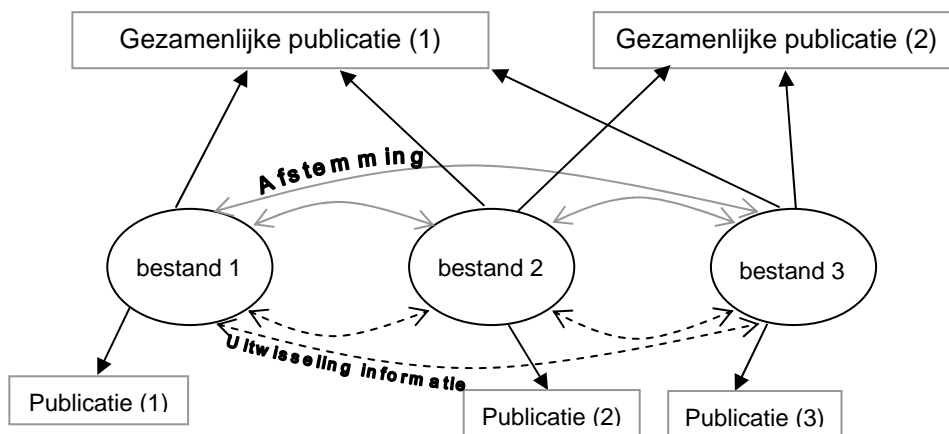 Gezamenlijke publicatie (1)
Gezamenlijke publicatie (2)
Afstemming
bestand 1
bestand 2
bestand 3
Uitwisseling informatie
Publicatie (1)
Publicatie (2)
Publicatie (3)